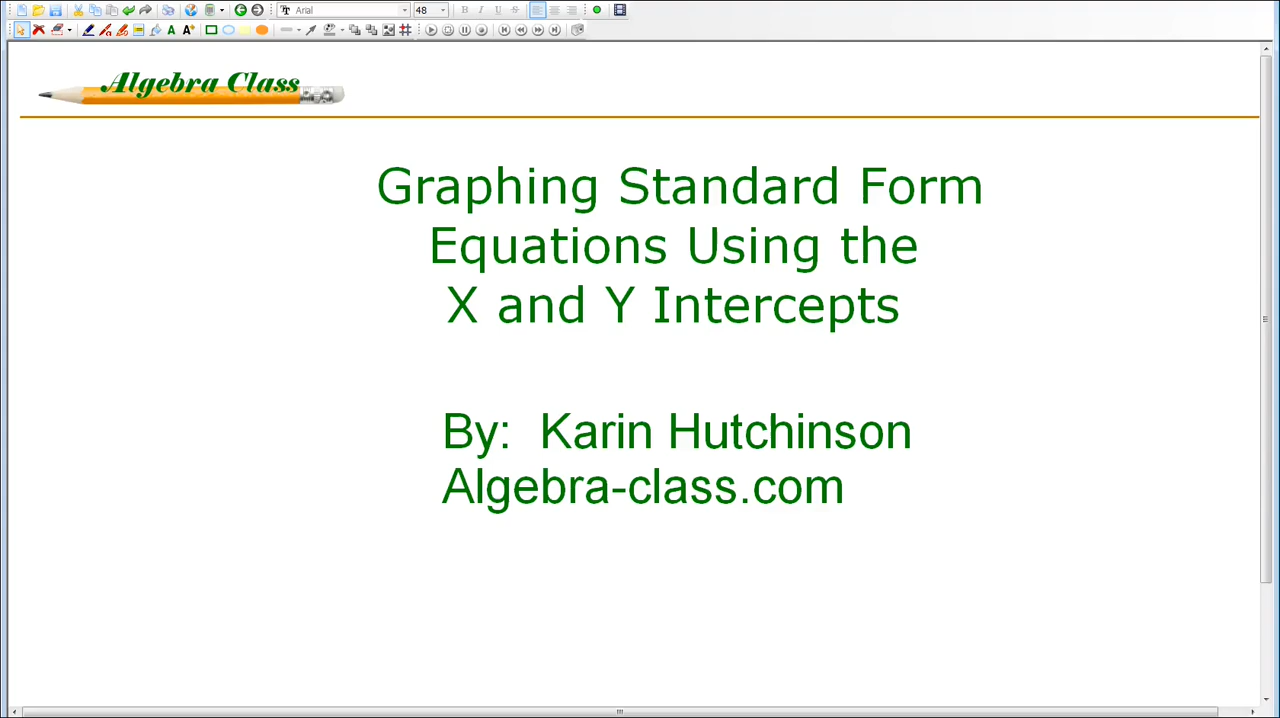 Arial
48
Algebra Class
Graphing Standard Form
Equations Using the
X and Y Intercepts
By: Karin Hutchinson
Algebra-class.com